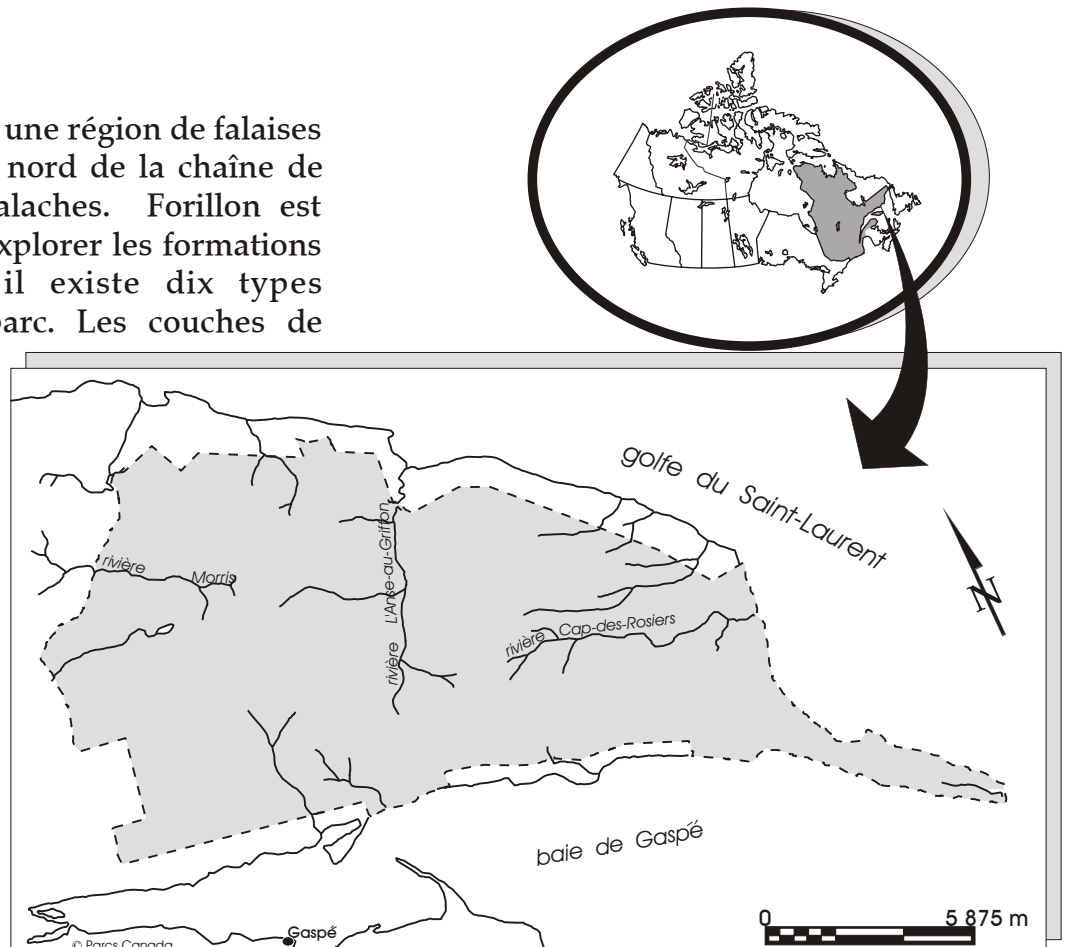 une région de falaises
nord de la chaîne de
alaches. Forillon est
xplorer les formations
il existe dix types
parc. Les couches de
golfe du Saint-Laurent
N
rivière Morris
rivière L'Anse-au-Griffon
rivière Cap-des-Rosiers
baie de Gaspé
0 5 875 m
Gaspé
© Parcs Canada